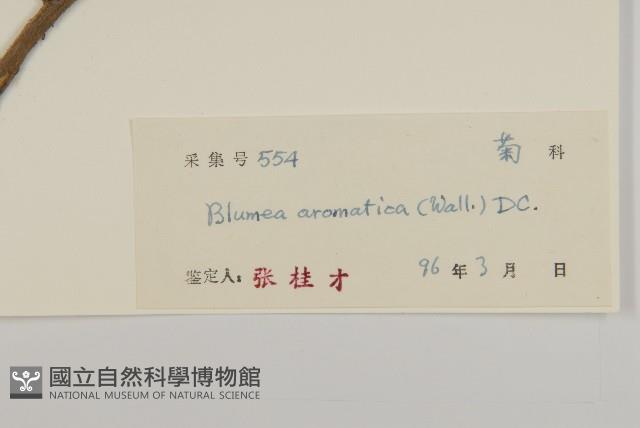 采集号 554 菊 科
Blumea aromatica (Wall.) DC.
鉴定人: 张桂才 96 年 3 月 日
國立自然科學博物館
NATIONAL MUSEUM OF NATURAL SCIENCE